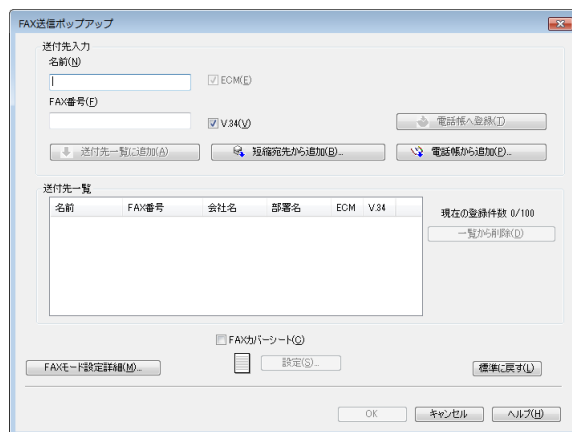 FAX送信ポップアップ
送付先入力
名前(N)
ECM(E)
FAX番号(F)
V.34(V)
電話帳へ登録(T)
送付先一覧に追加(A)
短縮宛先から追加(B)...
電話帳から追加(P)...
送付先一覧
名前 FAX番号 会社名 部署名 ECM V.34
現在の登録件数 0/100
一覧から削除(D)
FAXカバーシート(C)
FAXモード設定詳細(M)...
設定(S)...
標準に戻す(L)
OK キャンセル ヘルプ(H)